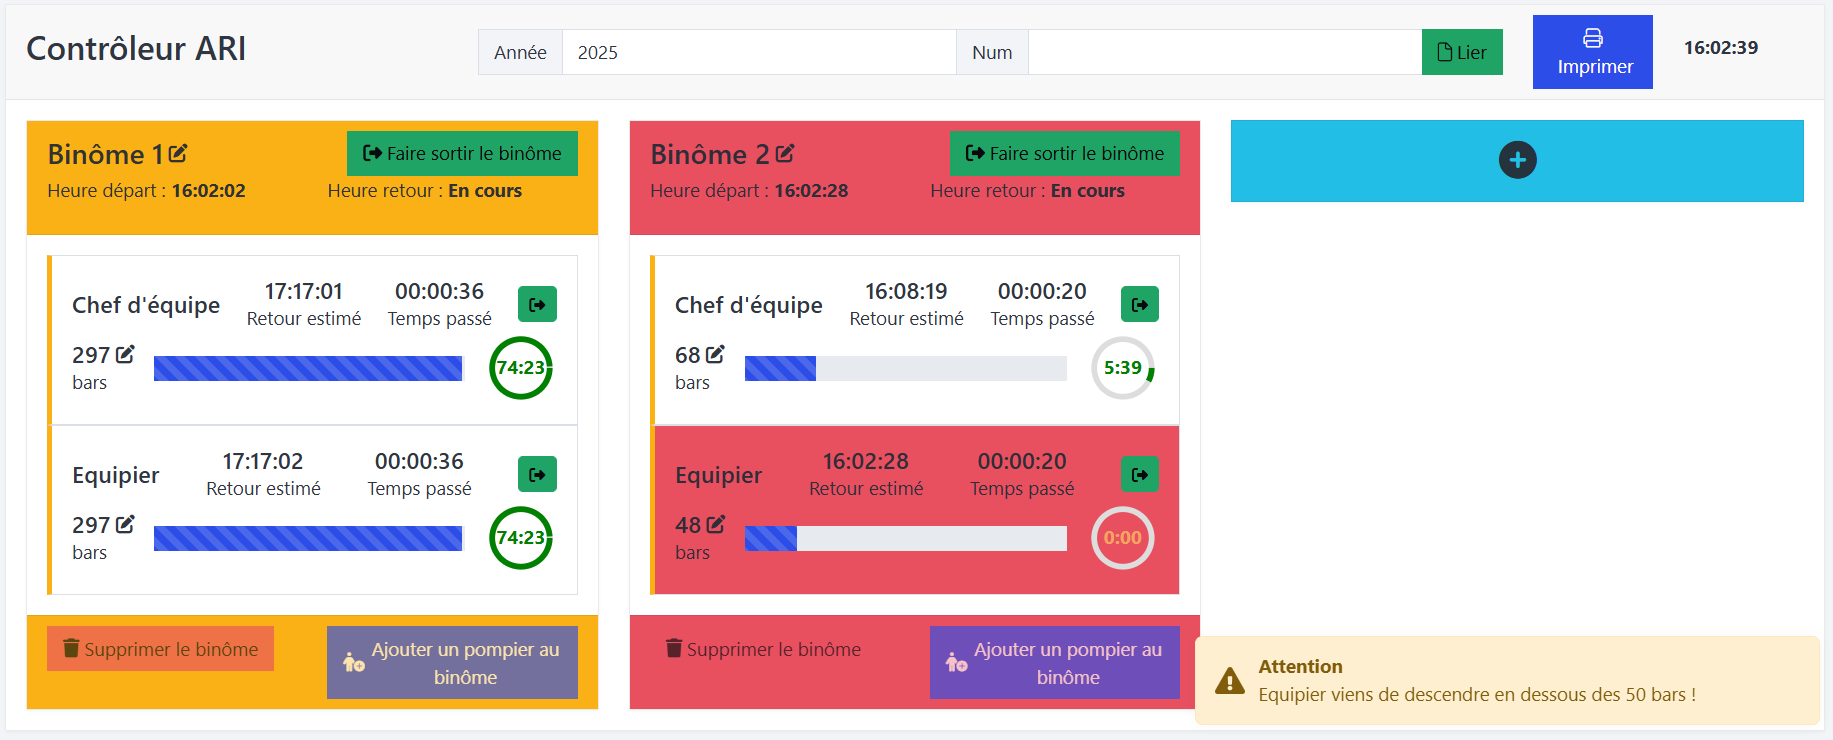 Contrôleur ARI
Année
2025
Num
Lier
Imprimer
16:02:39
Binôme 1
Faire sortir le binôme
Heure départ : 16:02:02
Heure retour : En cours
Chef d'équipe
17:17:01
Retour estimé
00:00:36
Temps passé
297
bars
74:23
Equipier
17:17:02
Retour estimé
00:00:36
Temps passé
297
bars
74:23
Supprimer le binôme
Ajouter un pompier au
binôme
Binôme 2
Faire sortir le binôme
Heure départ : 16:02:28
Heure retour : En cours
Chef d'équipe
16:08:19
Retour estimé
00:00:20
Temps passé
68
bars
5:39
Equipier
16:02:28
Retour estimé
00:00:20
Temps passé
48
bars
0:00
Supprimer le binôme
Ajouter un pompier au
binôme
Attention
Equipier viens de descendre en dessous des 50 bars !